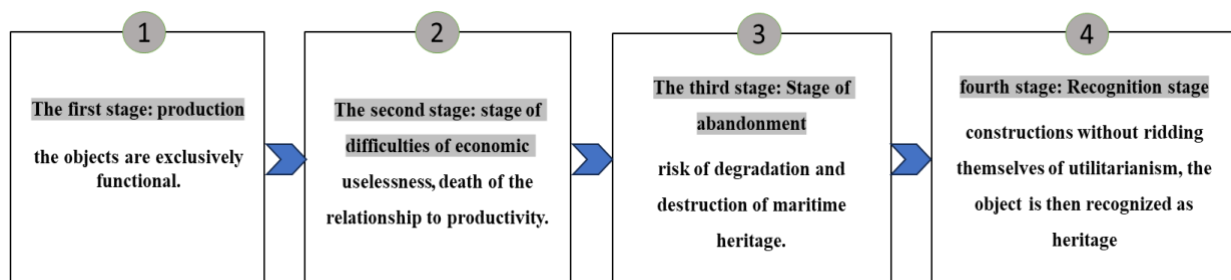 1
The first stage: production
the objects are exclusively
functional.
2
The second stage: stage of
difficulties of economic
uselessness, death of the
relationship to productivity.
3
The third stage: Stage of
abandonment
risk of degradation and
destruction of maritime
heritage.
4
fourth stage: Recognition stage
constructions without ridding
themselves of utilitarianism, the
object is then recognized as
heritage